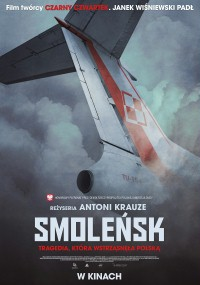 Film twórcy CZARNY CZWARTEK. JANEK WIŚNIEWSKI PADŁ
REŻYSERIA ANTONI KRAUZE
SMOLEŃSK
TRAGEDIA, KTÓRA WSTRZĄSNĘŁA POLSKĄ
W KINACH